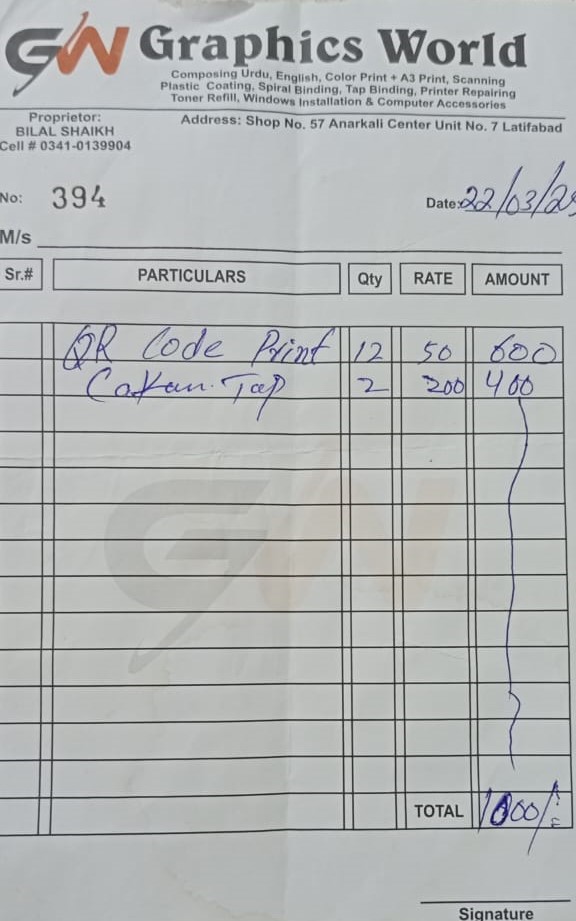 GW Graphics World
Composing Urdu, English, Color Print + A3 Print, Scanning
Plastic Coating, Spiral Binding, Tap Binding, Printer Repairing
Toner Refill, Windows Installation & Computer Accessories
Proprietor:
BILAL SHAIKH
Cell # 0341-0139904
Address: Shop No. 57 Anarkali Center Unit No. 7 Latifabad
No: 394
Date: 22/03/25
M/s
Sr.# PARTICULARS Qty RATE AMOUNT
QR Code Print 12 50 600
Cakan. Tap 2 200 400
TOTAL 1000/
Signature